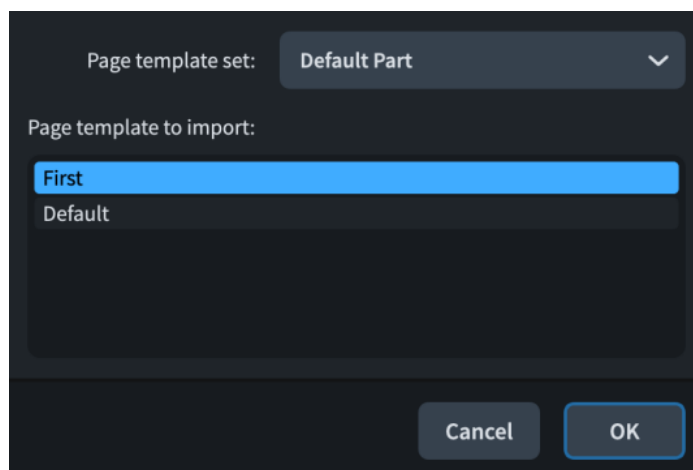 Page template set: Default Part
Page template to import:
First
Default
Cancel OK